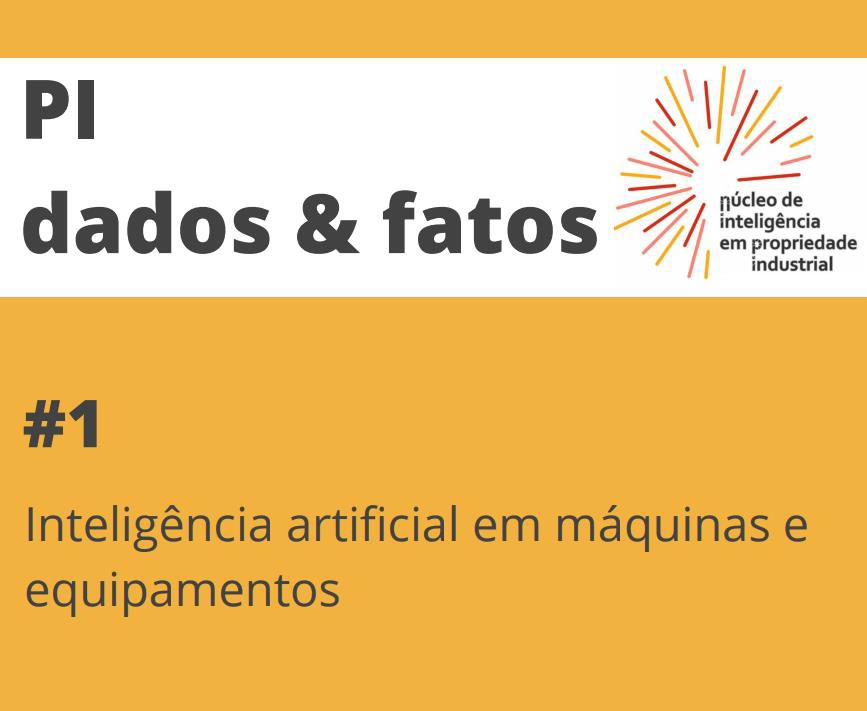 PI
dados & fatos
núcleo de
inteligência
em propriedade
industrial
#1
Inteligência artificial em máquinas e
equipamentos